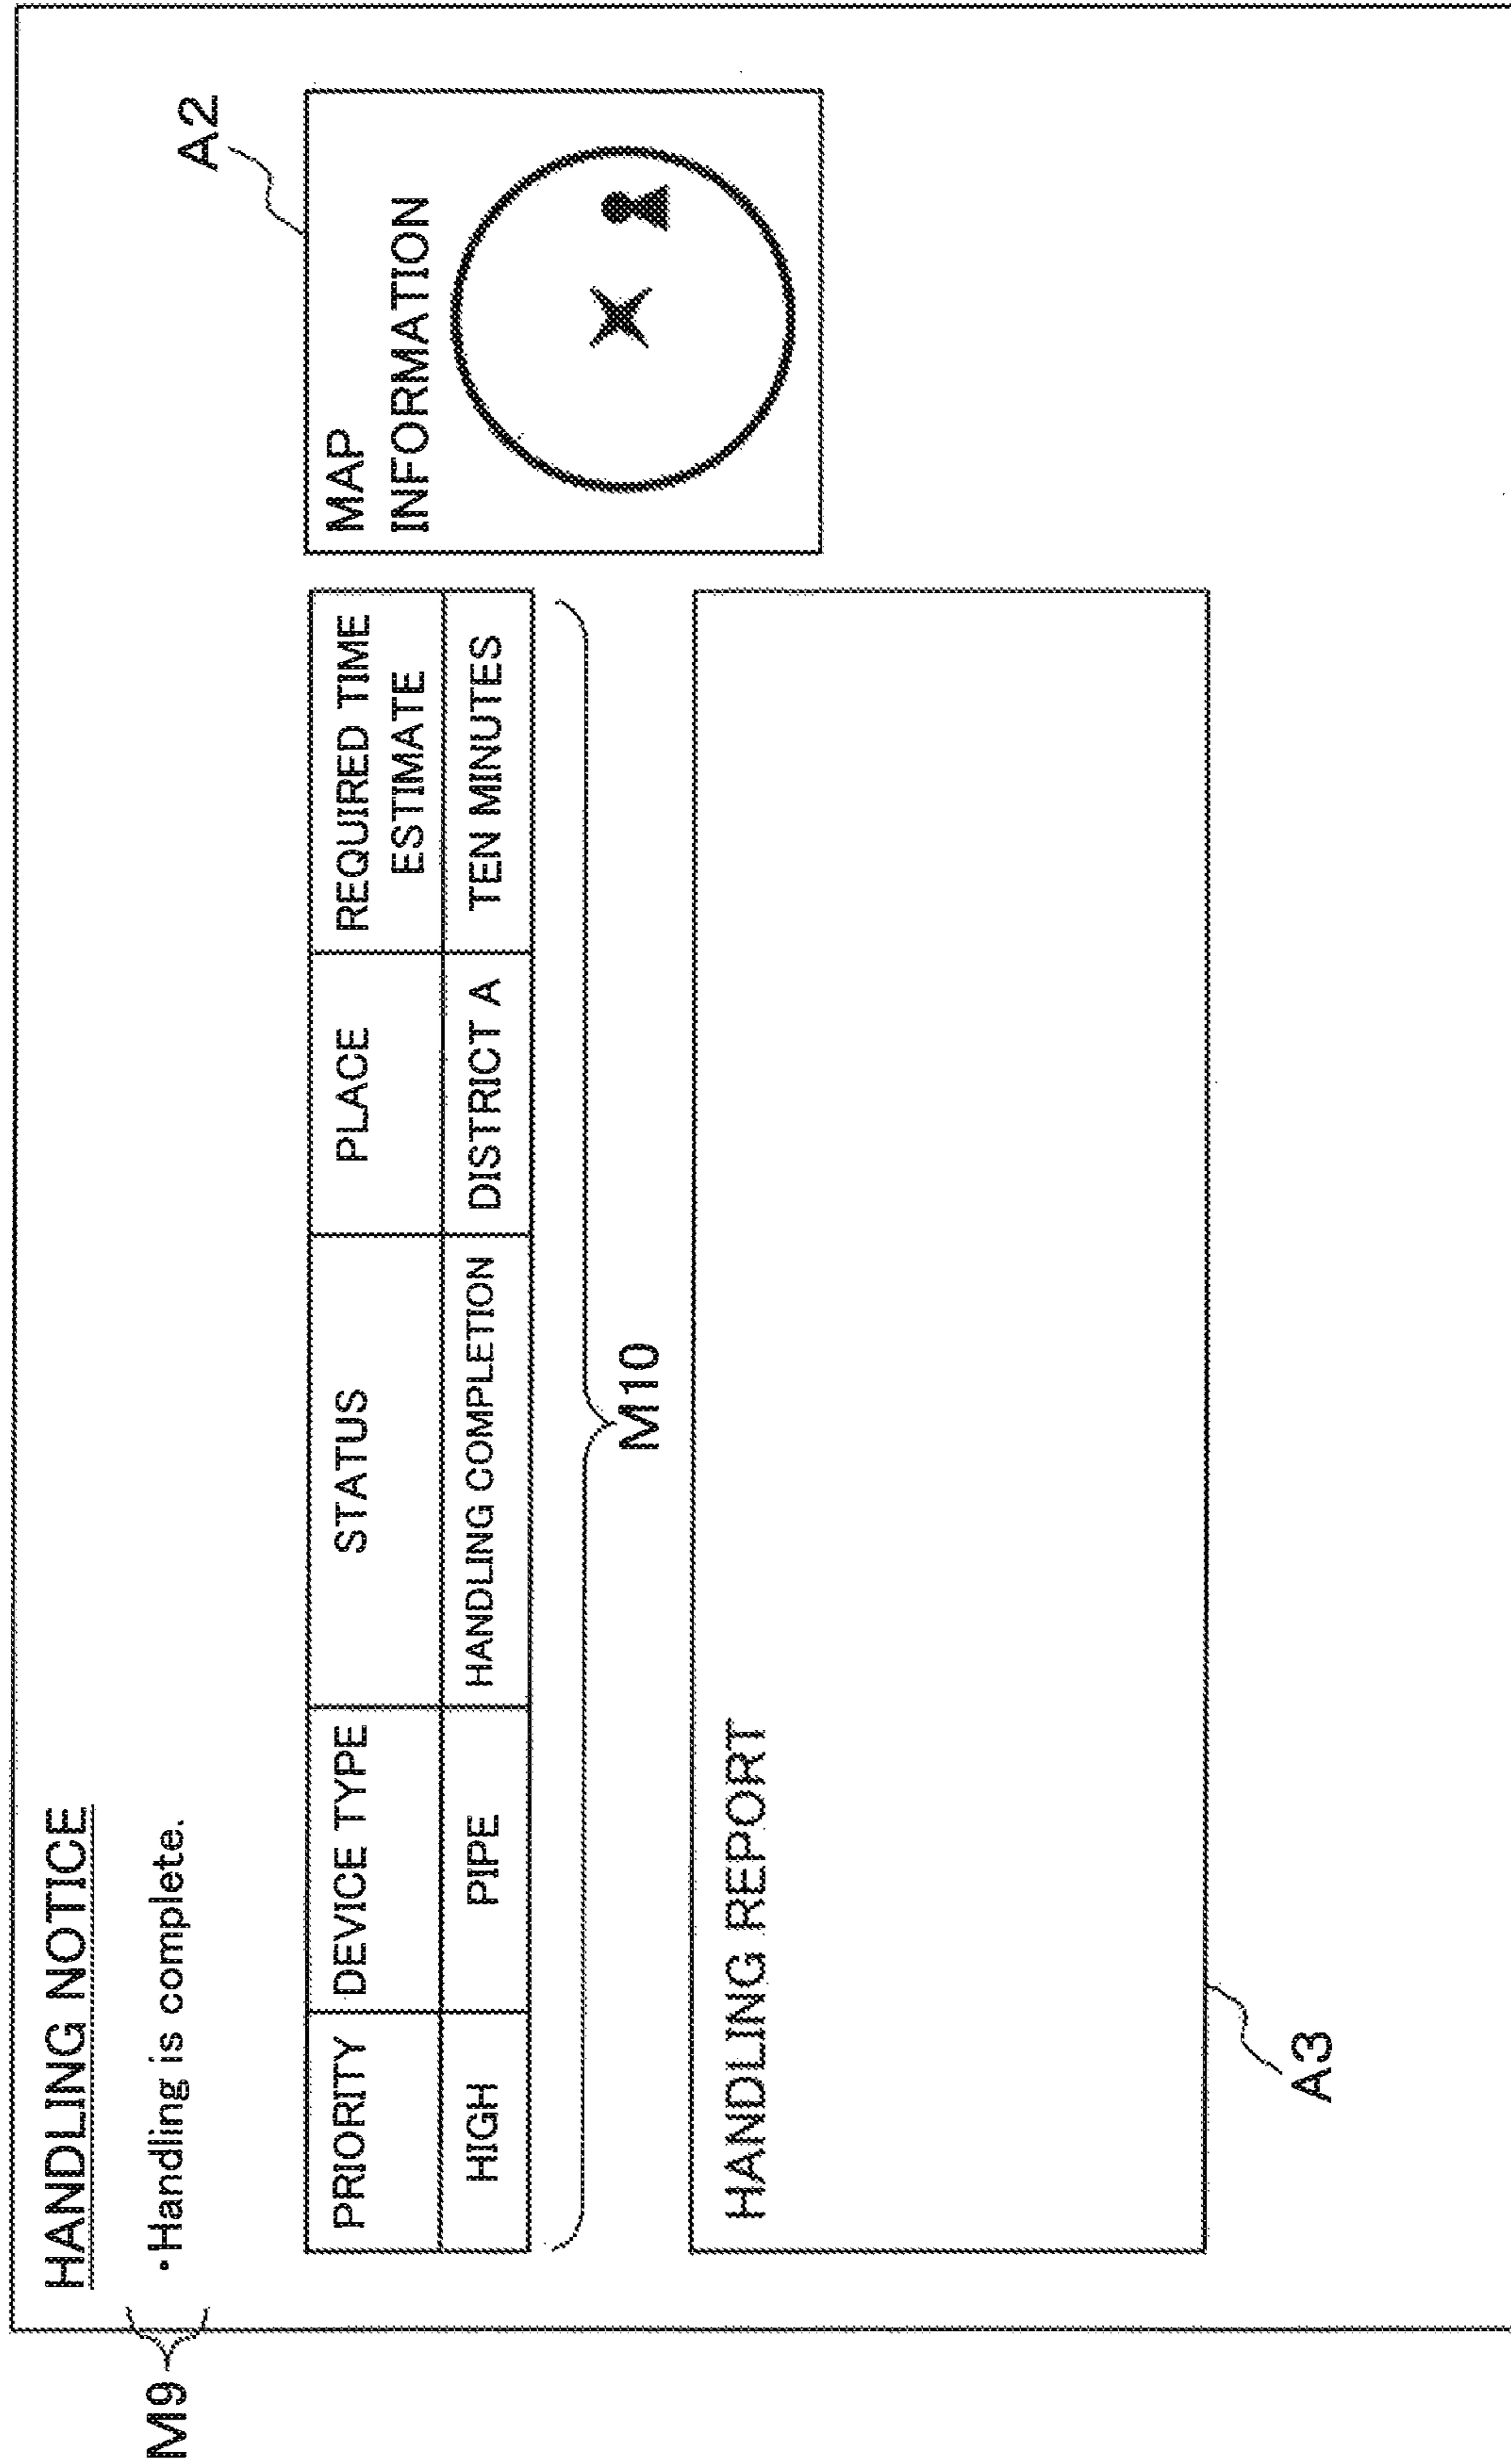 HANDLING NOTICE
M9
・Handling is complete.
A2
PRIORITY DEVICE TYPE STATUS PLACE REQUIRED TIME ESTIMATE
HIGH PIPE HANDLING COMPLETION DISTRICT A TEN MINUTES
M10
MAP
INFORMATION
HANDLING REPORT
A3